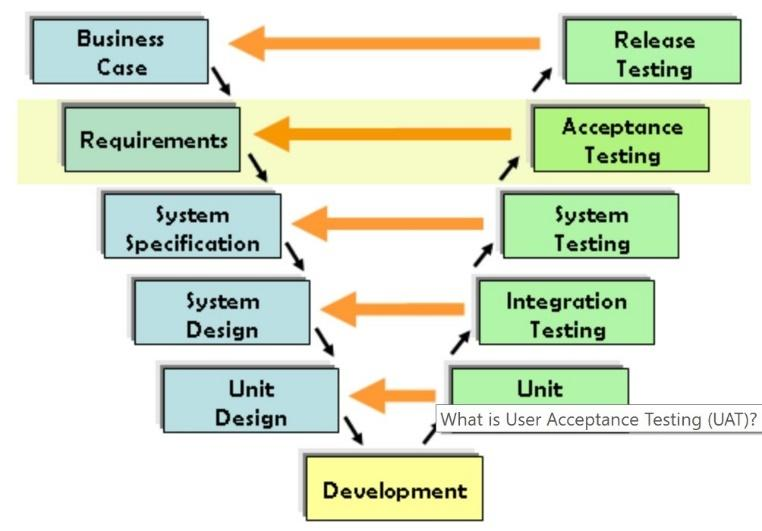 Business
Case
Release
Testing
Requirements
Acceptance
Testing
System
Specification
System
Testing
System
Design
Integration
Testing
Unit
Design
Unit
What is User Acceptance Testing (UAT)?
Development